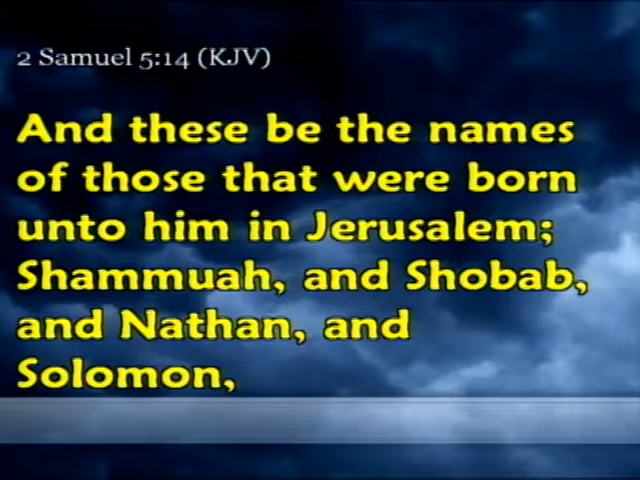 2 Samuel 5:14 (KJV)
And these be the names
of those that were born
unto him in Jerusalem;
Shammuah, and Shobab,
and Nathan, and
Solomon,